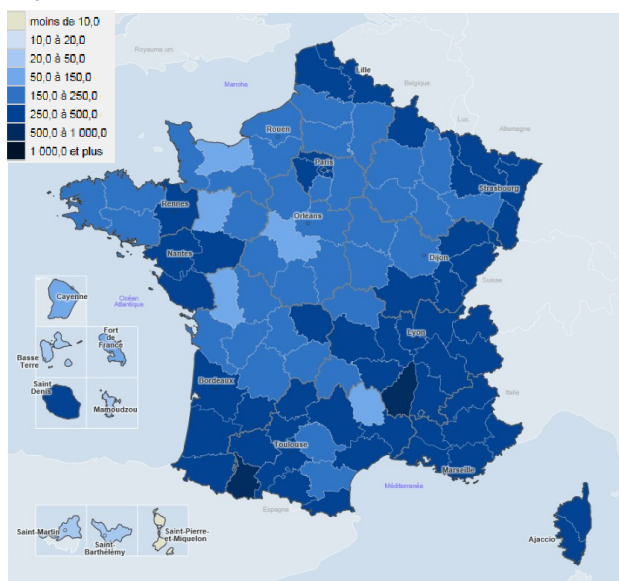 moins de 10,0
10,0 à 20,0
20,0 à 50,0
50,0 à 150,0
150,0 à 250,0
250,0 à 500,0
500,0 à 1 000,0
1 000,0 et plus
Royaume uni
Lille
Belgique
Manche
Lux.
Allemagne
Rouen
Paris
Strasbourg
Rennes
Orléans
Nantes
Dijon
Suisse
Océan
Atlantique
Cayenne
Basse
Terre
Fort
de
France
Lyon
Bordeaux
Italie
Saint
Denis
Mamoudzou
Toulouse
Marseille
Méditerranée
Espagne
Saint-Martin
Saint-
Barthélémy
Saint-Pierre-
et-Miquelon
Ajaccio